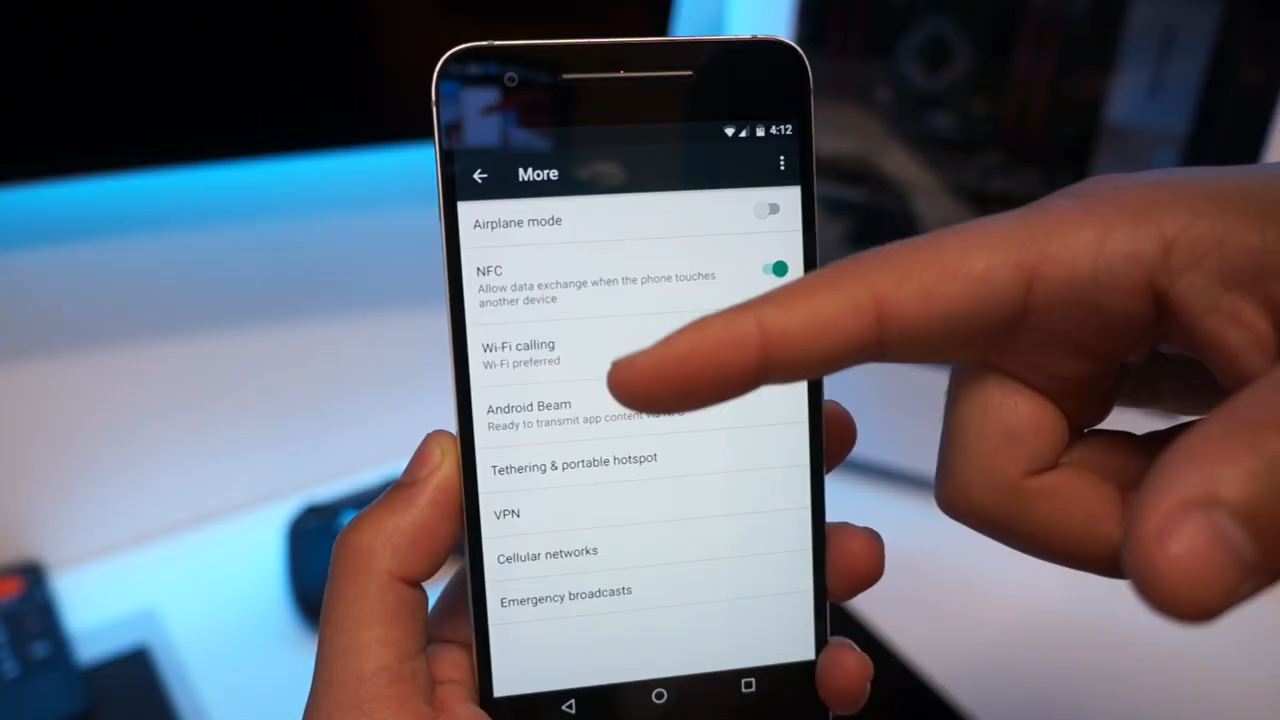 4:12
More
Airplane mode
NFC
Allow data exchange when the phone touches
another device
Wi-Fi calling
Wi-Fi preferred
Android Beam
Ready to transmit app content via
Tethering & portable hotspot
VPN
Cellular networks
Emergency broadcasts